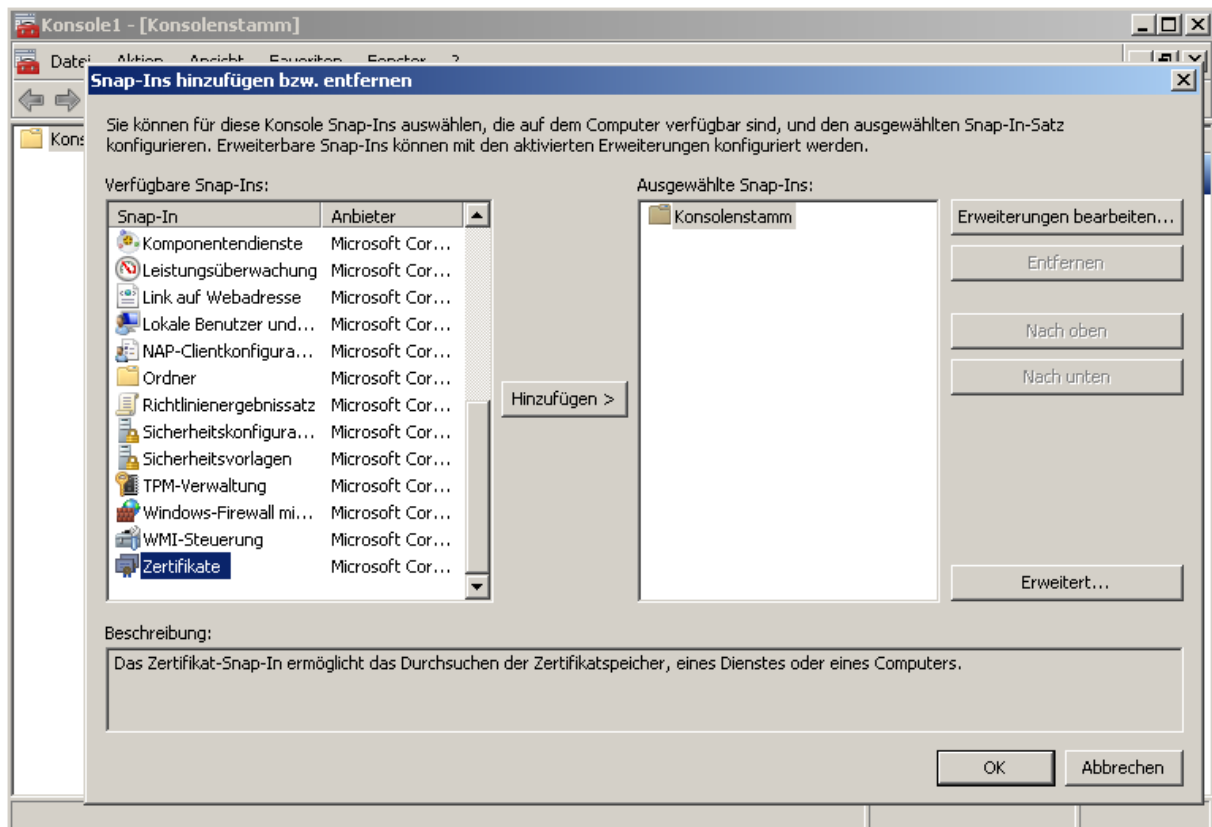 Konsole1 - [Konsolenstamm]
Datei Aktion Ansicht Favoriten Fenster ?
Snap-Ins hinzufügen bzw. entfernen
Sie können für diese Konsole Snap-Ins auswählen, die auf dem Computer verfügbar sind, und den ausgewählten Snap-In-Satz
konfigurieren. Erweiterbare Snap-Ins können mit den aktivierten Erweiterungen konfiguriert werden.
Kons
Verfügbare Snap-Ins:
Snap-In Anbieter
Komponentendienste Microsoft Cor...
Leistungsüberwachung Microsoft Cor...
Link auf Webadresse Microsoft Cor...
Lokale Benutzer und... Microsoft Cor...
NAP-Clientkonfigura... Microsoft Cor...
Ordner Microsoft Cor...
Richtlinienergebnissatz Microsoft Cor...
Sicherheitskonfigura... Microsoft Cor...
Sicherheitsvorlagen Microsoft Cor...
TPM-Verwaltung Microsoft Cor...
Windows-Firewall mi... Microsoft Cor...
WMI-Steuerung Microsoft Cor...
Zertifikate Microsoft Cor...
Hinzufügen >
Ausgewählte Snap-Ins:
Konsolenstamm
Erweiterungen bearbeiten...
Entfernen
Nach oben
Nach unten
Erweitert...
Beschreibung:
Das Zertifikat-Snap-In ermöglicht das Durchsuchen der Zertifikatspeicher, eines Dienstes oder eines Computers.
OK Abbrechen